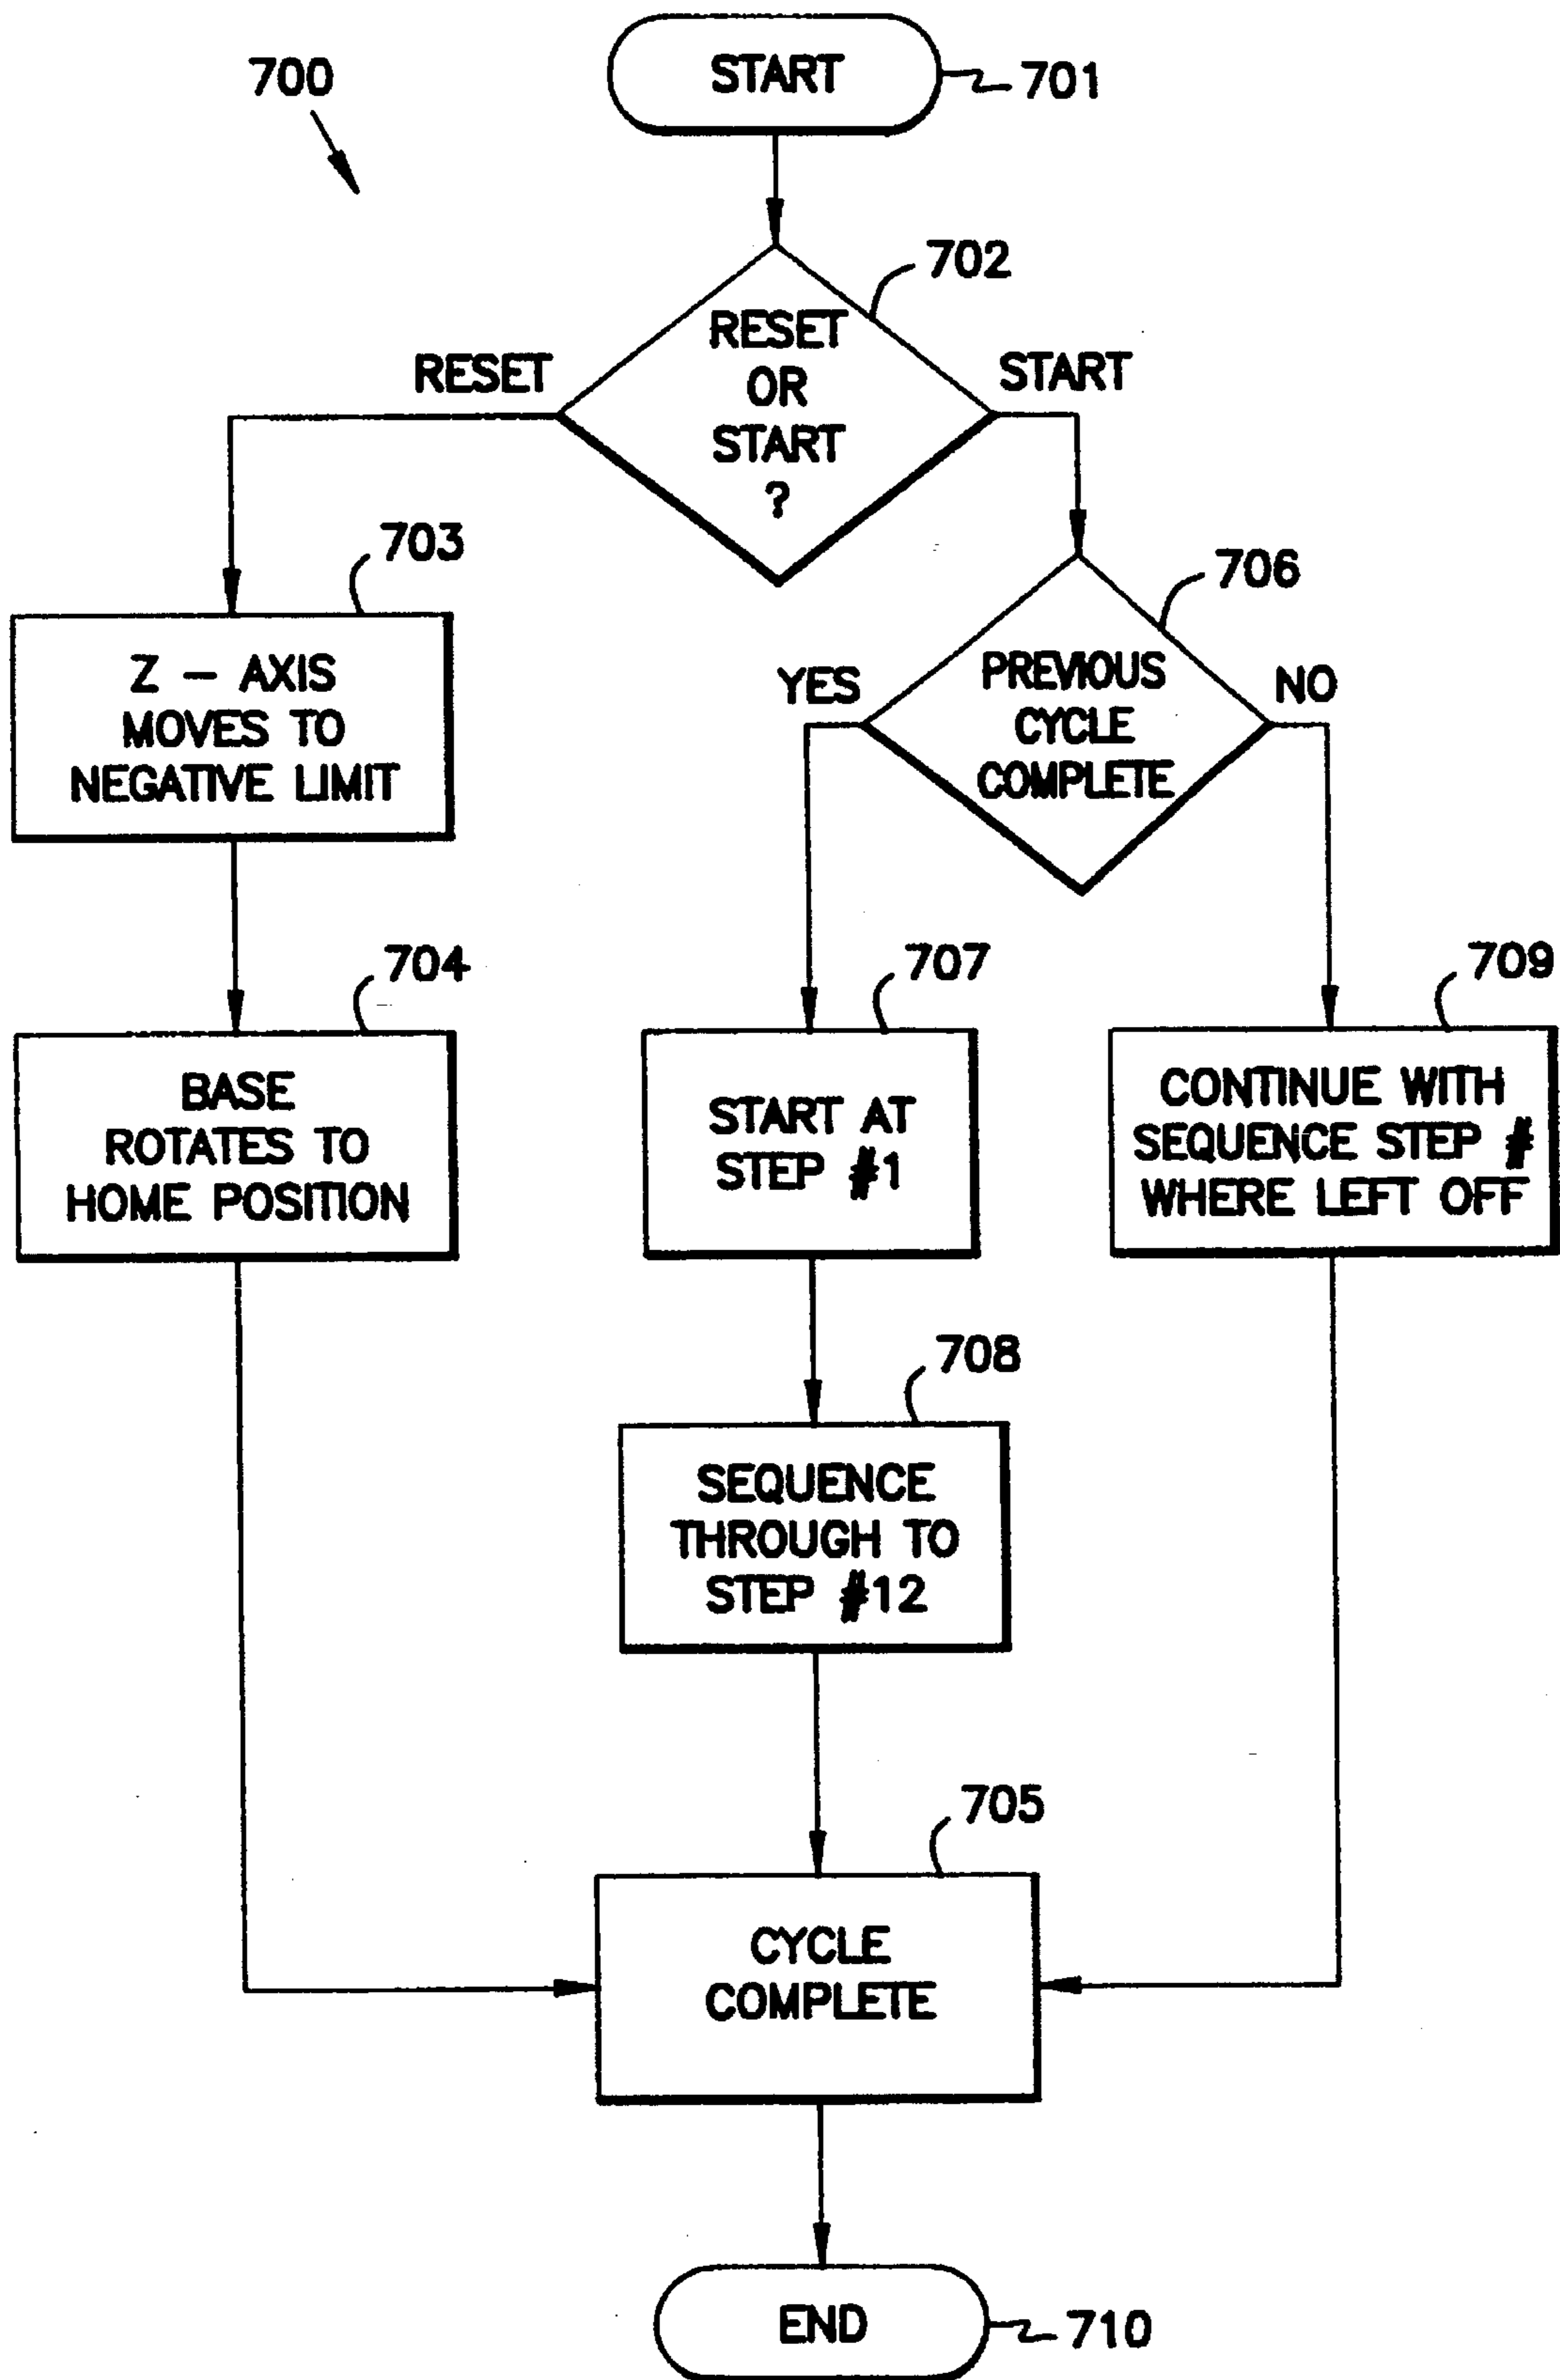 START
701
700
702
RESET
OR
START
?
RESET
START
703
Z – AXIS
MOVES TO
NEGATIVE LIMIT
706
PREVIOUS
CYCLE
COMPLETE
YES
NO
704
BASE
ROTATES TO
HOME POSITION
707
START AT
STEP #1
709
CONTINUE WITH
SEQUENCE STEP #
WHERE LEFT OFF
708
SEQUENCE
THROUGH TO
STEP #12
705
CYCLE
COMPLETE
END
710